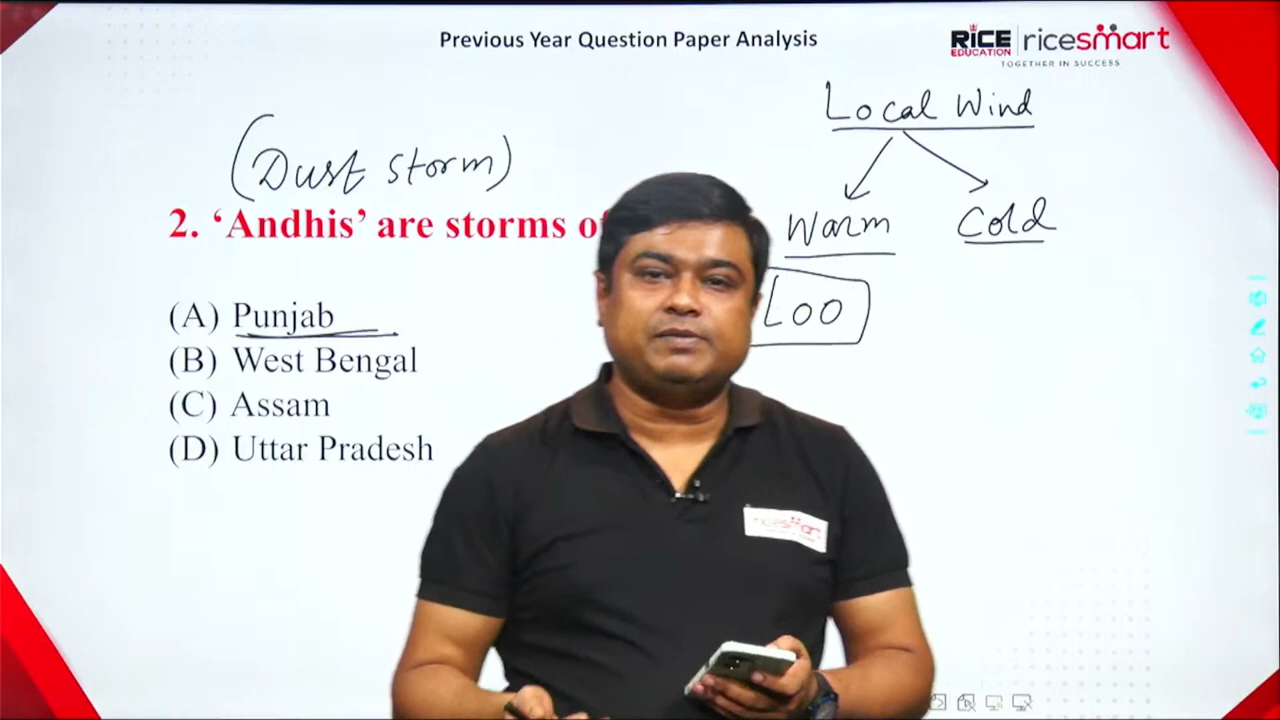 Previous Year Question Paper Analysis
RICE EDUCATION ricesmart
TOGETHER IN SUCCESS
Local Wind
(Dust storm)
Warm Cold
2. ‘Andhis’ are storms
LOO
(A) Punjab
(B) West Bengal
(C) Assam
(D) Uttar Pradesh
ricesmart